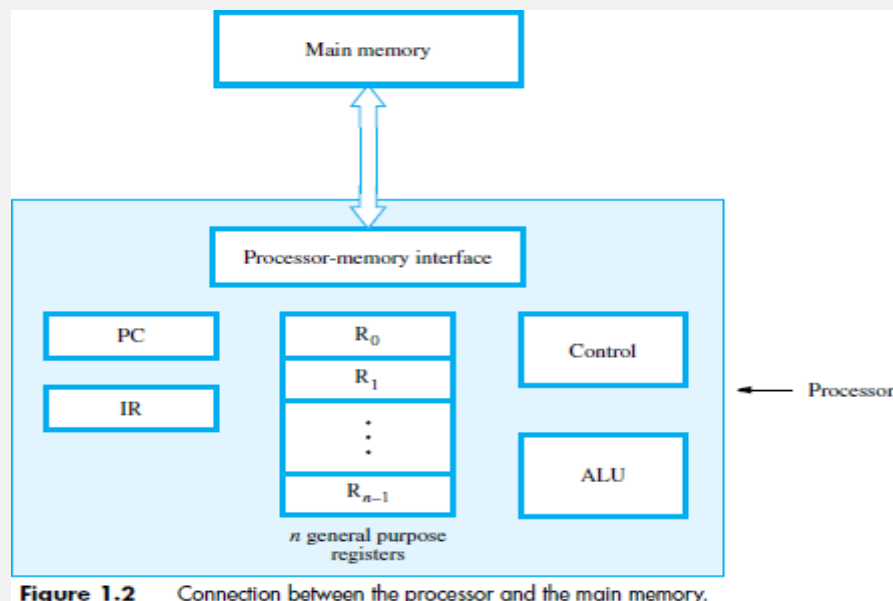 Main memory
Processor-memory interface
PC
IR
R0
R1
⋮
Rn–1
n general purpose
registers
Control
ALU
Processor
Figure 1.2 Connection between the processor and the main memory.